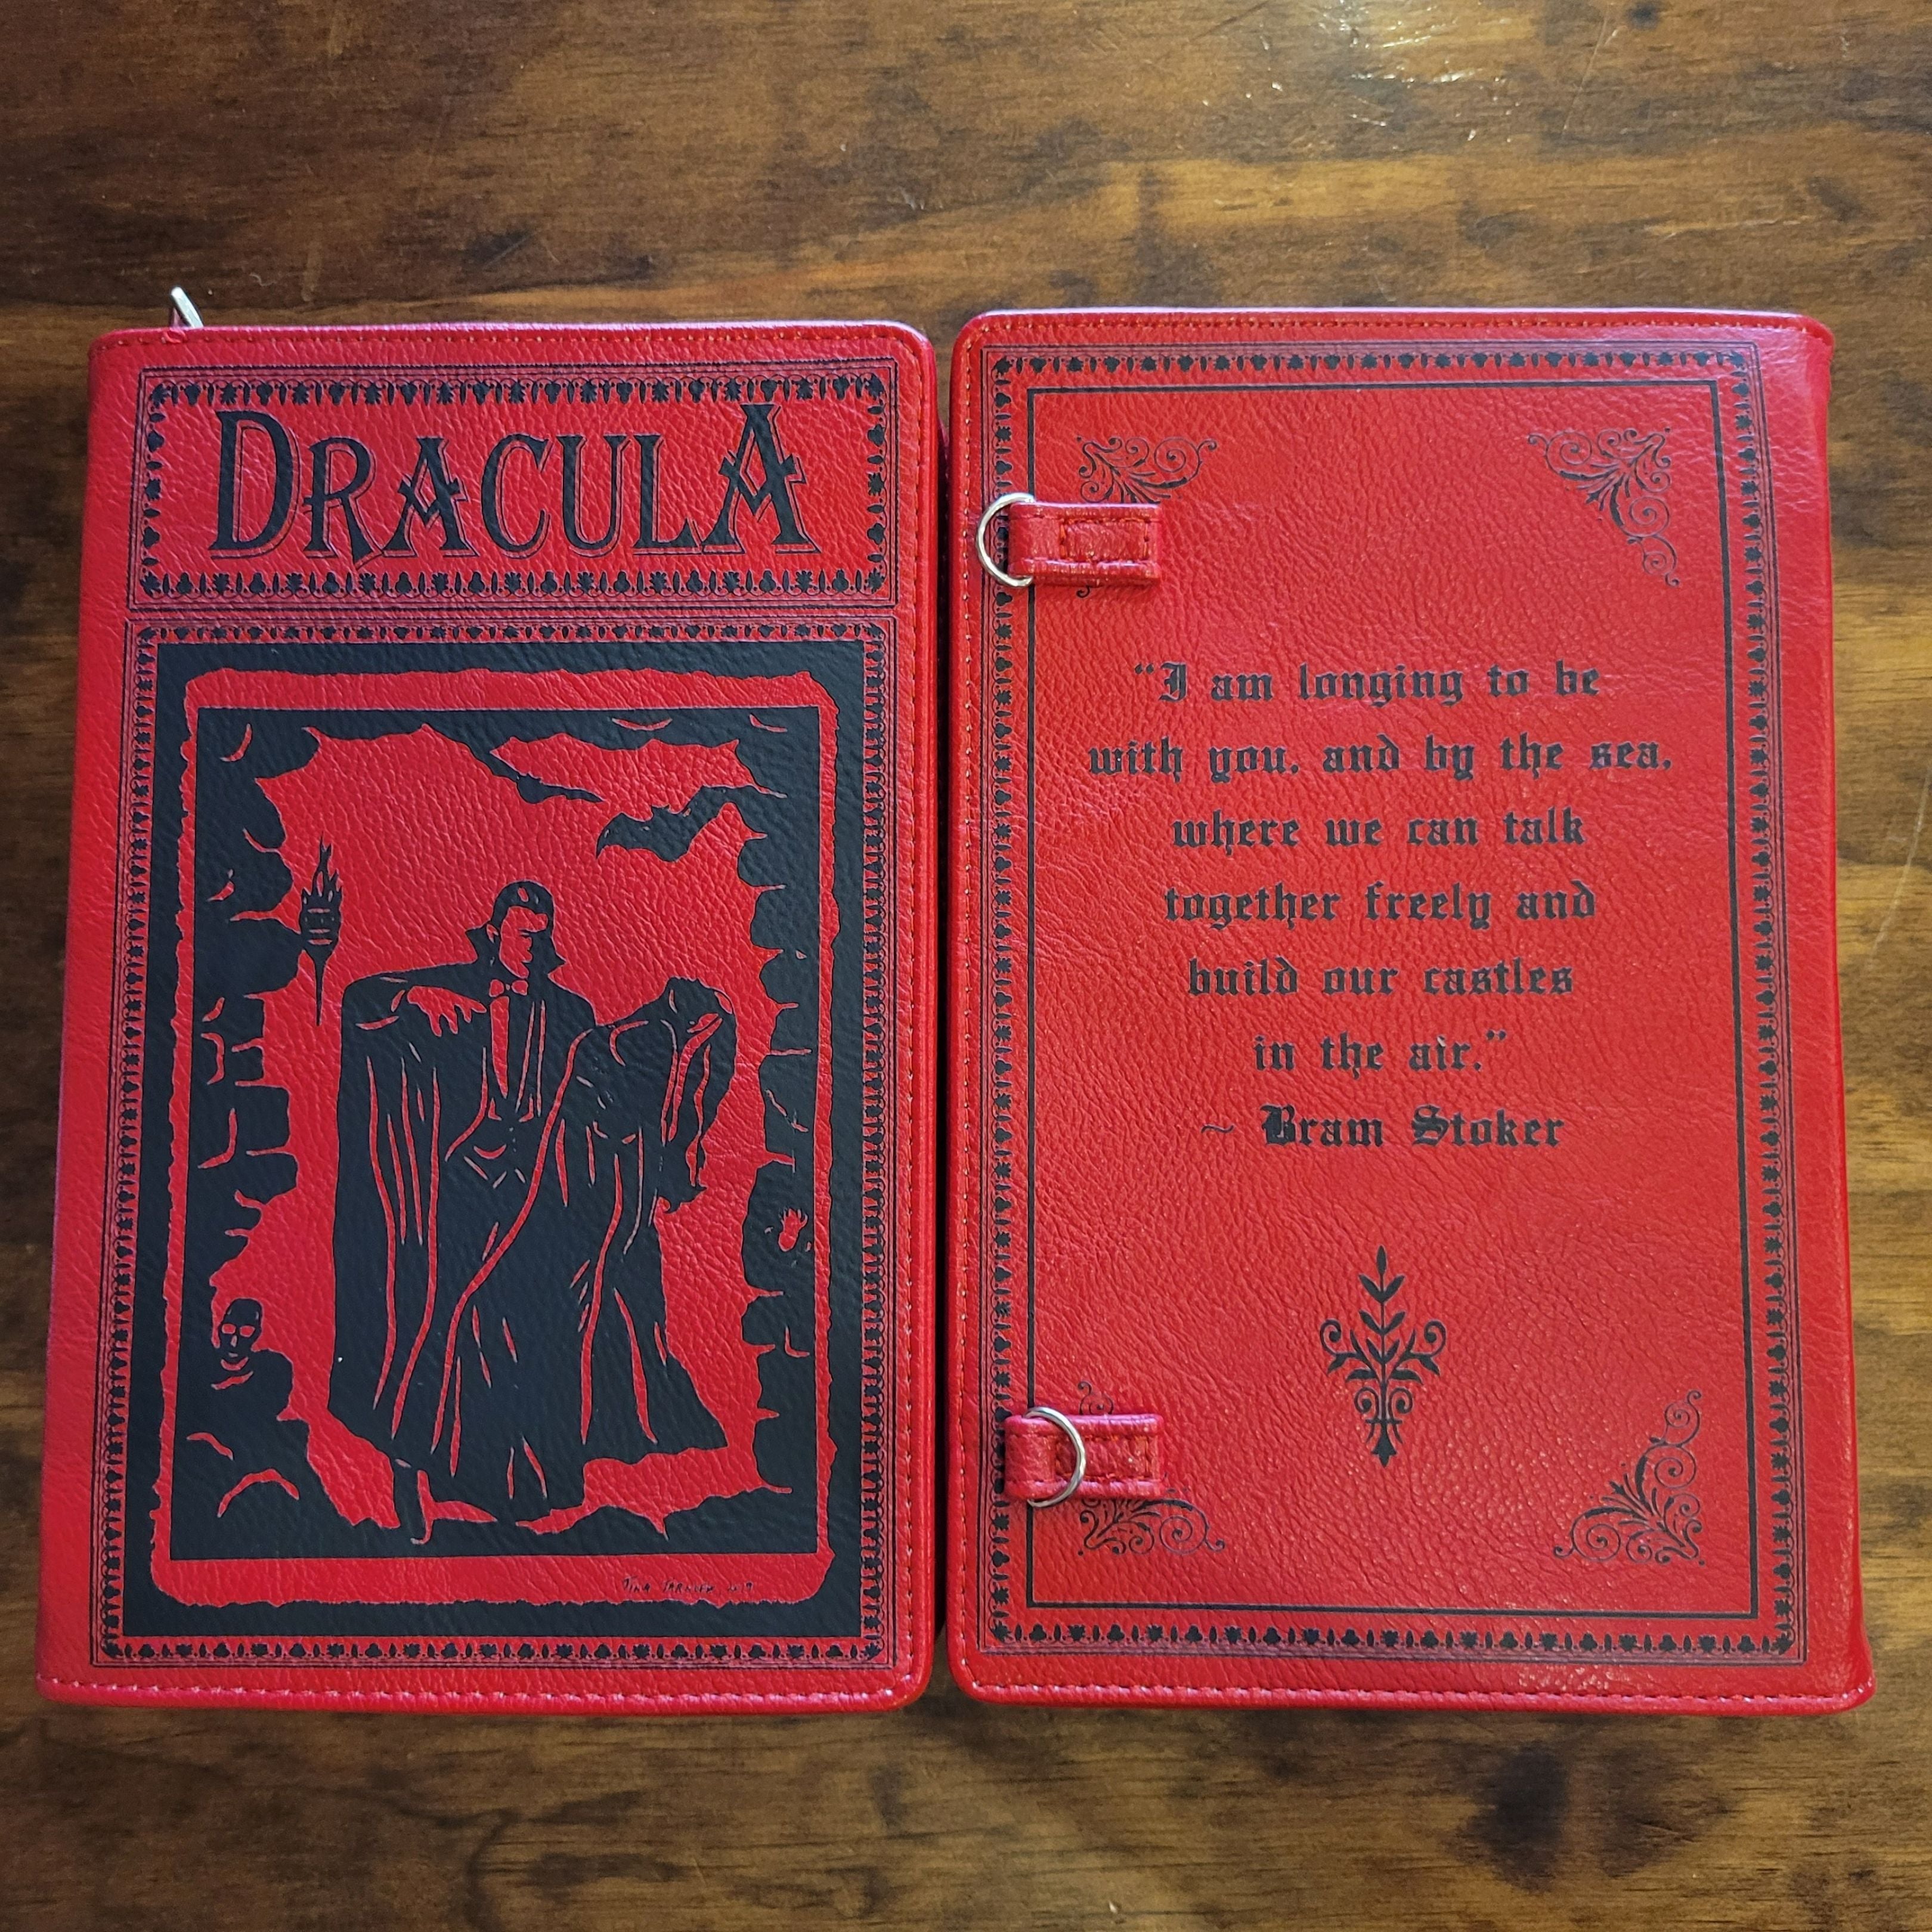 DRACULA
“I am longing to be
with you, and by the sea,
where we can talk
together freely and
build our castles
in the air.”
~ Bram Stoker